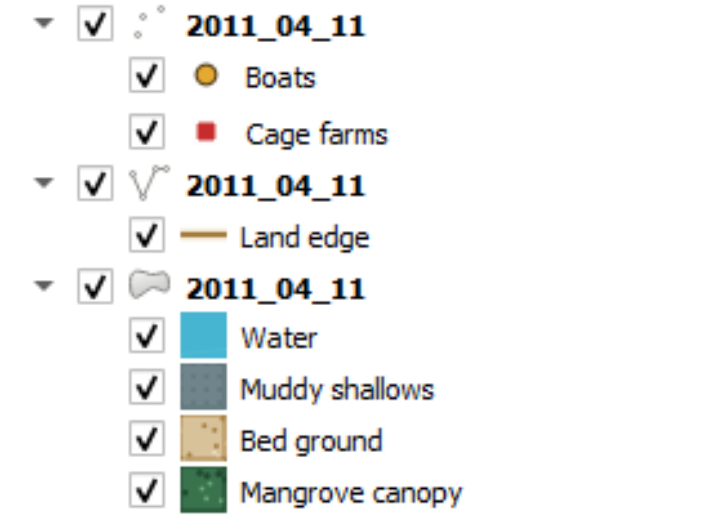 2011_04_11
Boats
Cage farms
2011_04_11
Land edge
2011_04_11
Water
Muddy shallows
Bed ground
Mangrove canopy